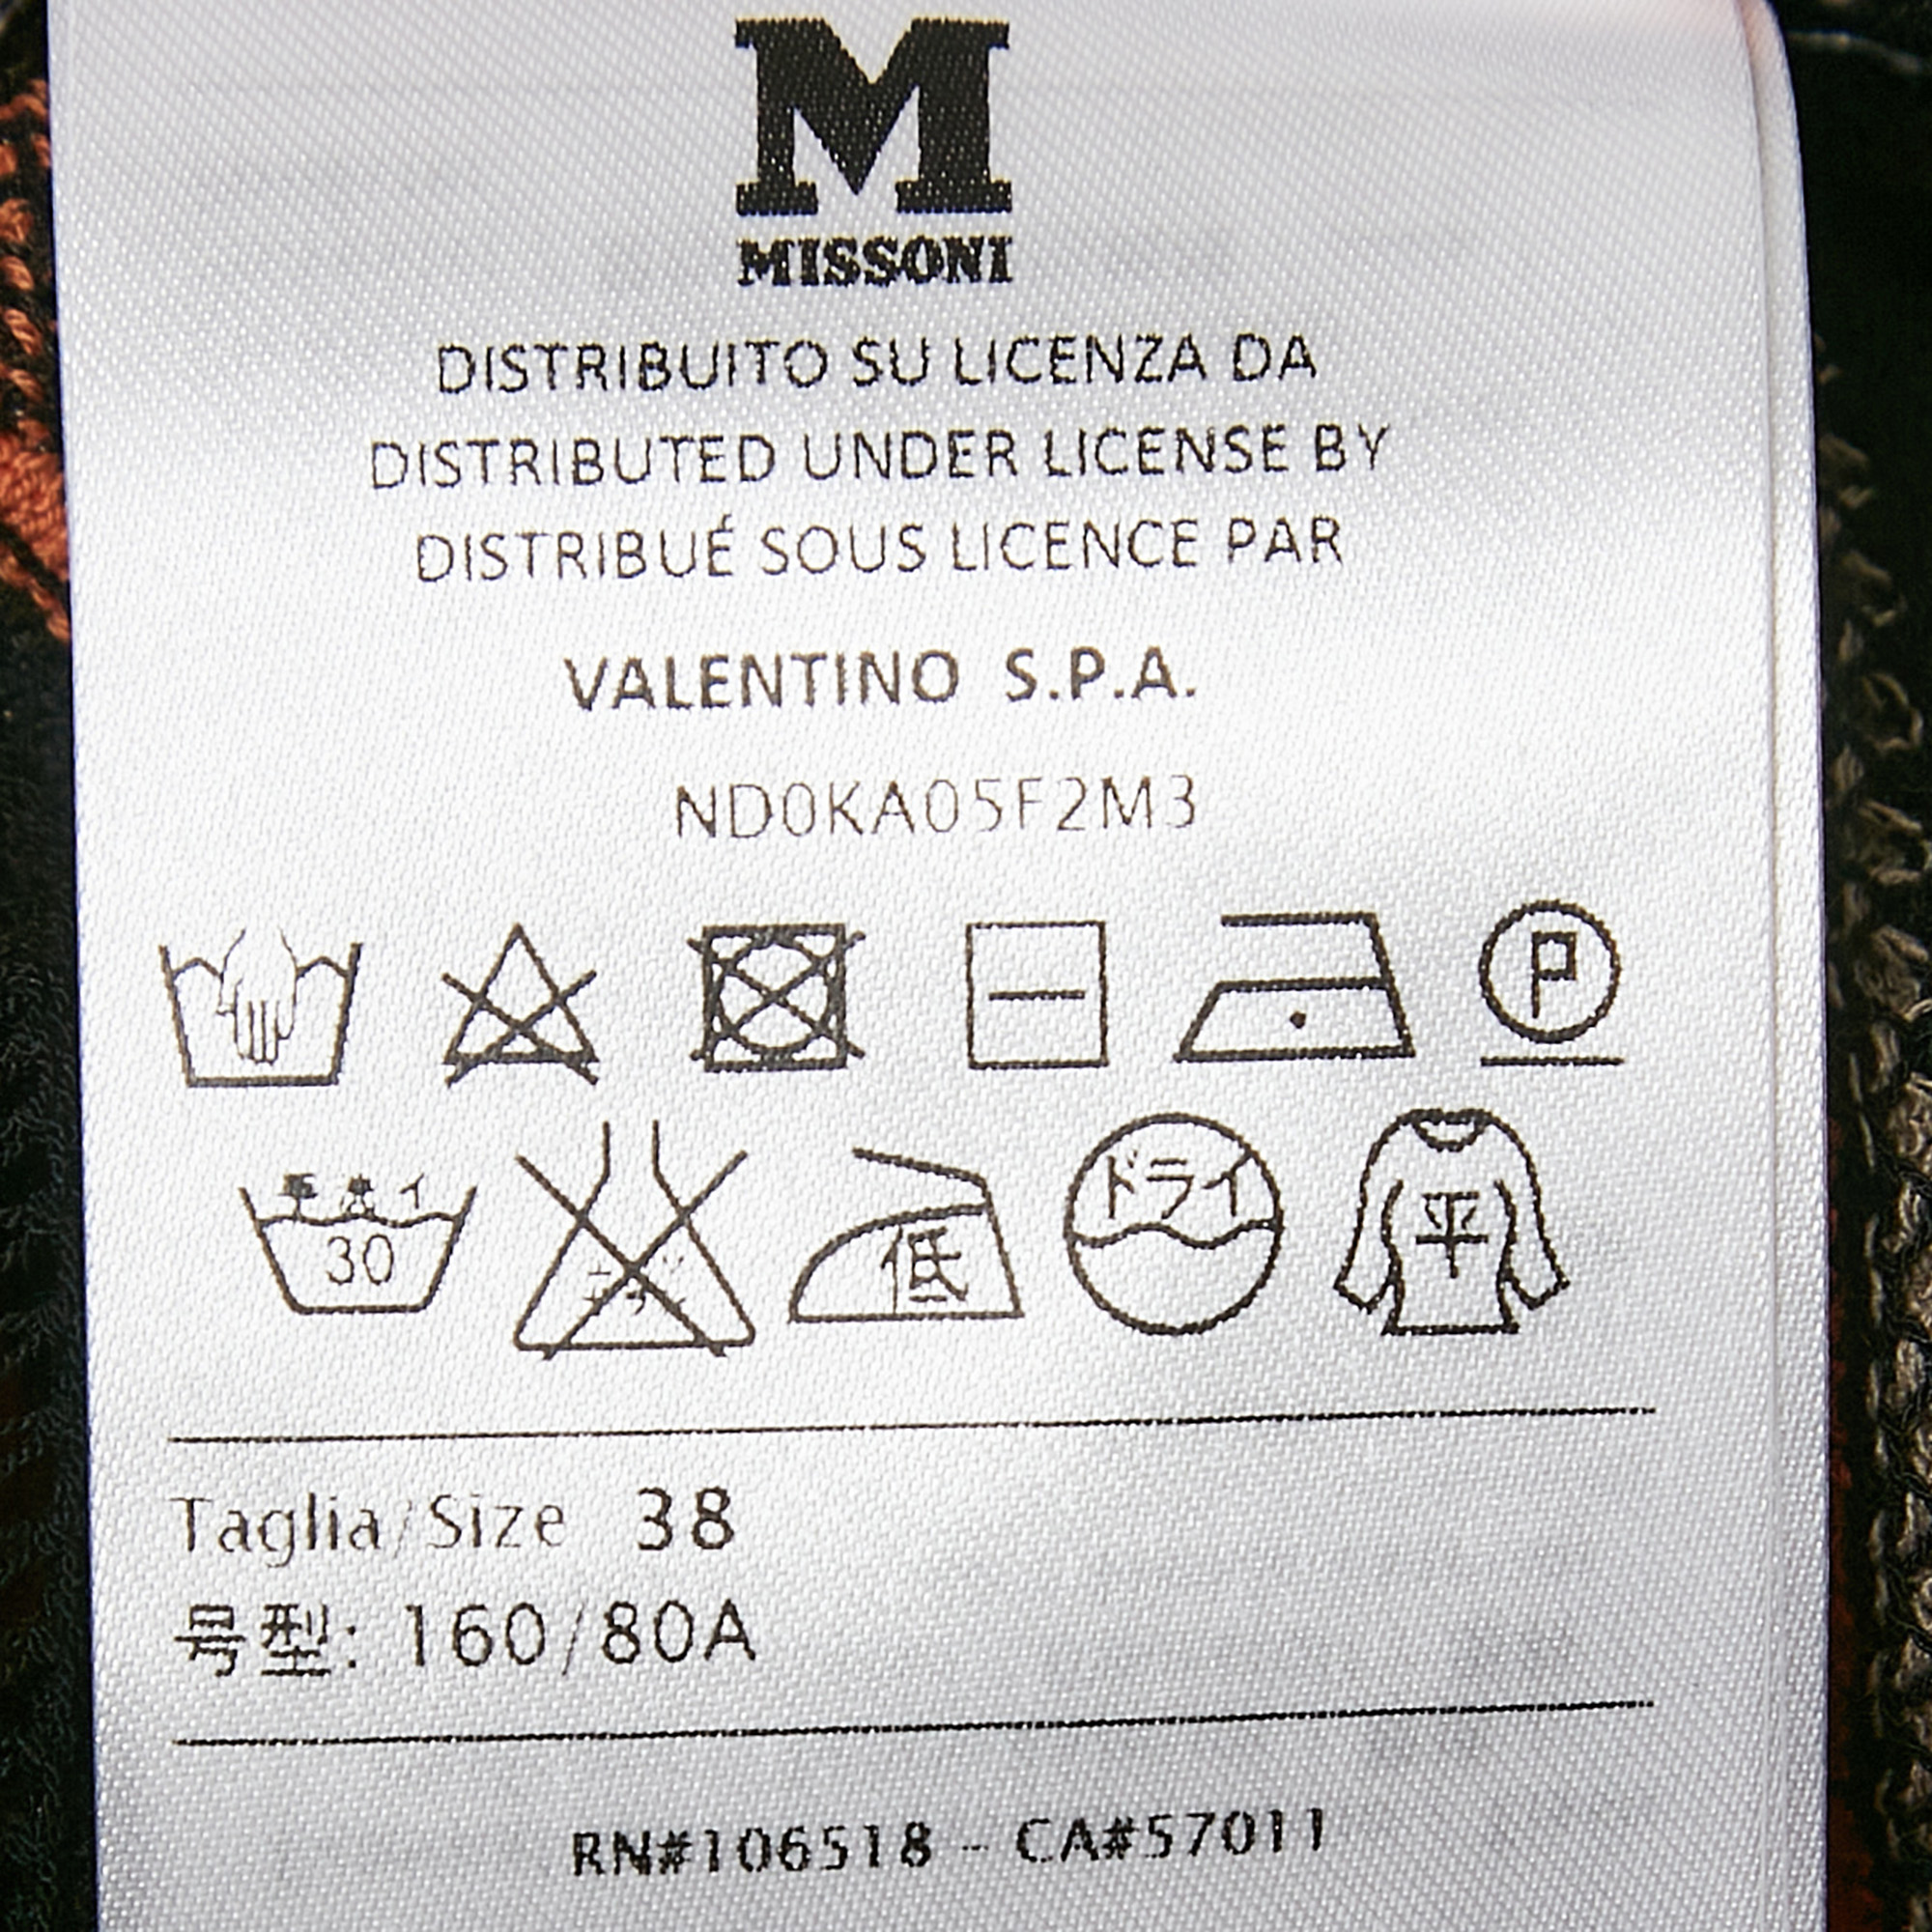 M
MISSONI
DISTRIBUITO SU LICENZA DA
DISTRIBUTED UNDER LICENSE BY
DISTRIBUÉ SOUS LICENCE PAR
VALENTINO S.P.A.
ND0KA05F2M3
P
30
低
ドライ
平
Taglia/Size 38
号型: 160/80A
RN#106518 - CA#57011